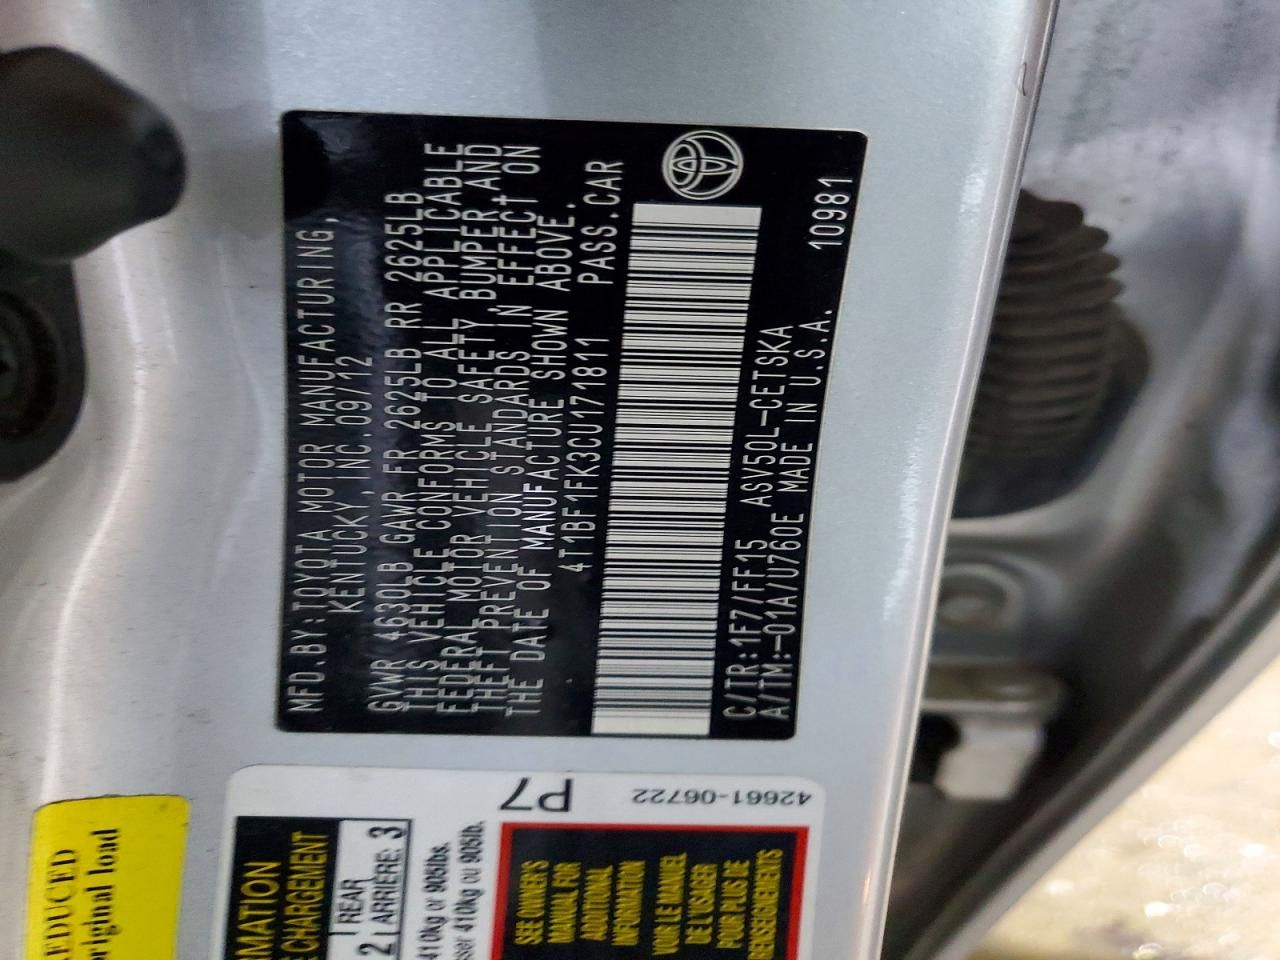 MFD.BY:TOYOTA MOTOR MANUFACTURING,
KENTUCKY, INC. 09/12
GVWR 4630LB GAWR FR 2625LB RR 2625LB
THIS VEHICLE CONFORMS TO ALL APPLICABLE
FEDERAL MOTOR VEHICLE SAFETY, BUMPER, AND
THEFT PREVENTION STANDARDS IN EFFECT ON
THE DATE OF MANUFACTURE SHOWN ABOVE.
4T1BF1FK3CU171811 PASS.CAR
C/TR:1F7/FF15 ASV50L-CETSKA
A/TM:-01A/U760E MADE IN U.S.A. 10981
P7
42661-06722
EDUCED
original load
RMATION
E CHARGEMENT
2 REAR
ARRIÈRE: 3
410kg or 905lbs.
sser 410kg ou 905lb.
SEE OWNER'S
MANUAL FOR
ADDITIONAL
INFORMATION
VOIR LE MANUEL
DE L'USAGER
POUR PLUS DE
RENSEIGNEMENTS